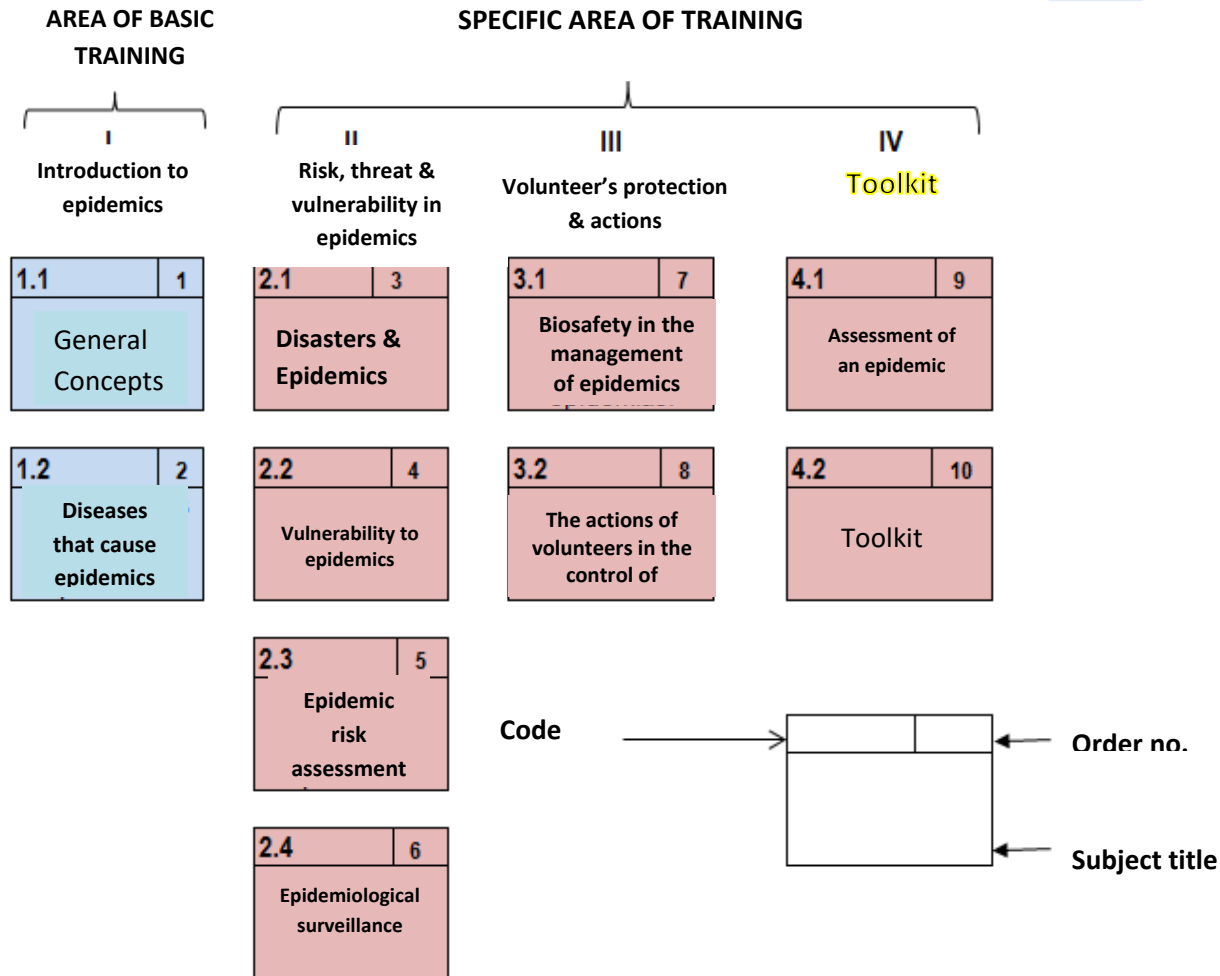 AREA OF BASIC
TRAINING
SPECIFIC AREA OF TRAINING
I
Introduction to
epidemics
II
Risk, threat &
vulnerability in
epidemics
III
Volunteer's protection
& actions
IV
Toolkit
1.1 1
General
Concepts
2.1 3
Disasters &
Epidemics
3.1 7
Biosafety in the
management
of epidemics
4.1 9
Assessment of
an epidemic
1.2 2
Diseases
that cause
epidemics
2.2 4
Vulnerability to
epidemics
3.2 8
The actions of
volunteers in the
control of
4.2 10
Toolkit
2.3 5
Epidemic
risk
assessment
Code
Order no.
Subject title
2.4 6
Epidemiological
surveillance